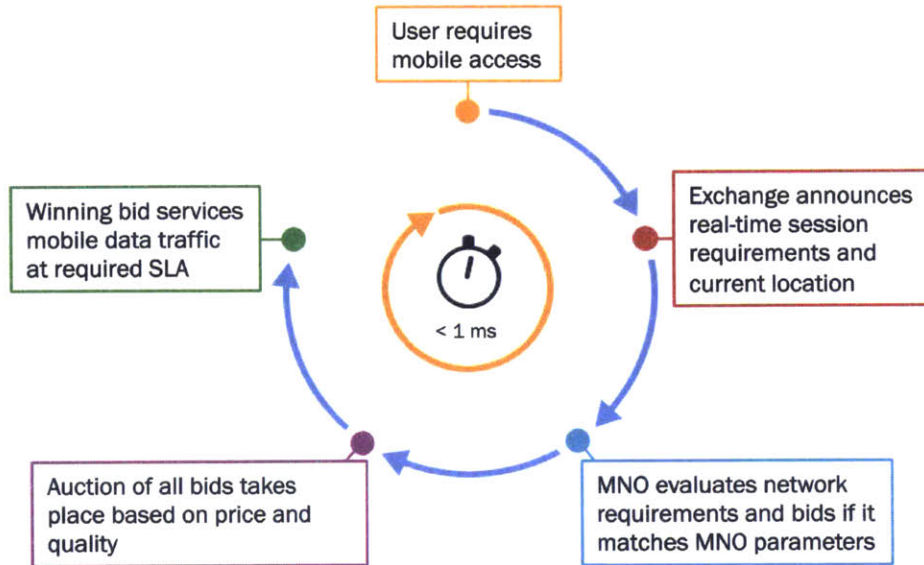 User requires
mobile access
Exchange announces
real-time session
requirements and
current location
MNO evaluates network
requirements and bids if it
matches MNO parameters
Auction of all bids takes
place based on price and
quality
Winning bid services
mobile data traffic
at required SLA
< 1 ms